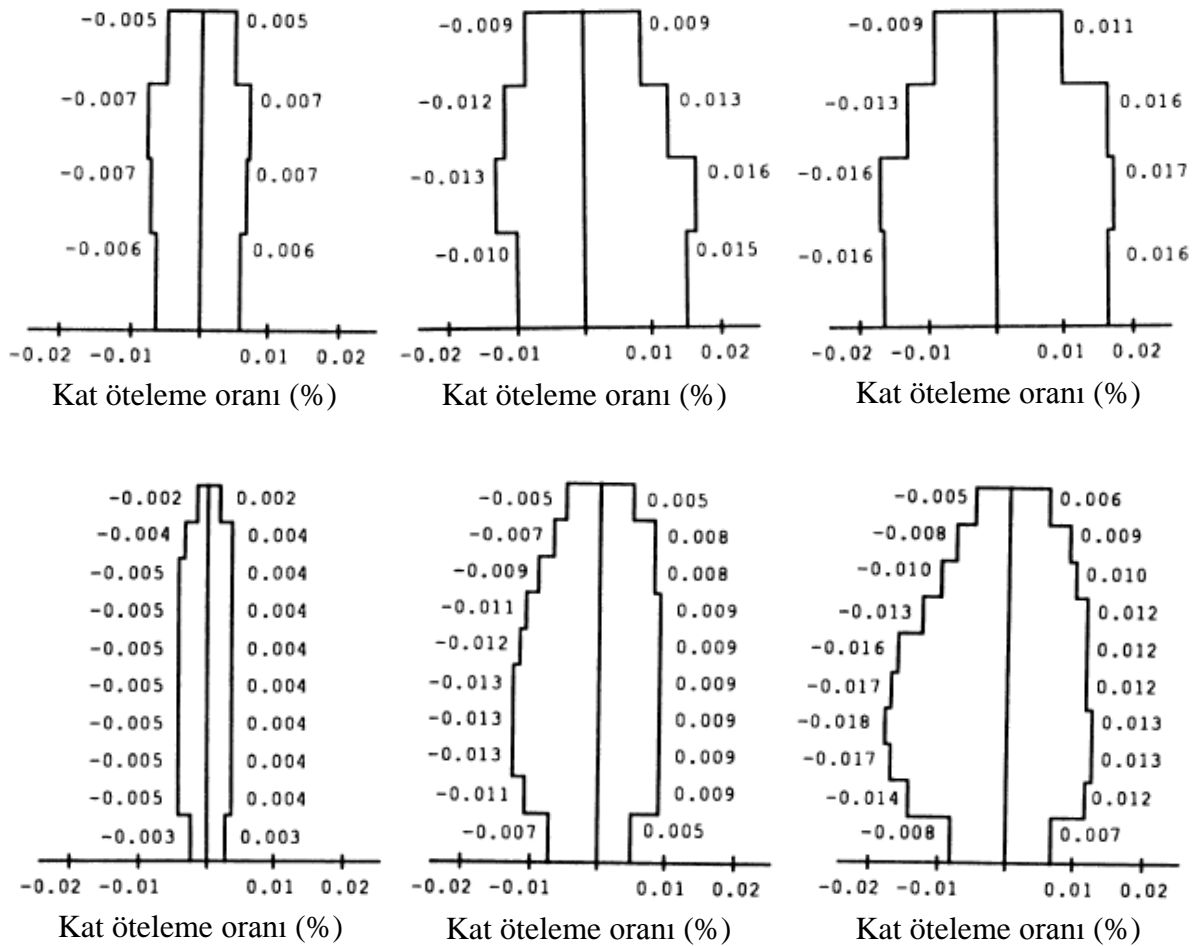 -0.005 0.005 -0.009 0.009 -0.009 0.011
-0.007 0.007 -0.012 0.013 -0.013 0.016
-0.007 0.007 -0.013 0.016 -0.016 0.017
-0.006 0.006 -0.010 0.015 -0.016 0.016
-0.02 -0.01 0.01 0.02 -0.02 -0.01 0.01 0.02 -0.02 -0.01 0.01 0.02
Kat öteleme oranı (%) Kat öteleme oranı (%) Kat öteleme oranı (%)
-0.002 0.002 -0.005 0.005 -0.005 0.006
-0.004 0.004 -0.007 0.008 -0.008 0.009
-0.005 0.004 -0.009 0.008 -0.010 0.010
-0.005 0.004 -0.011 0.009 -0.013 0.012
-0.005 0.004 -0.012 0.009 -0.016 0.012
-0.005 0.004 -0.013 0.009 -0.017 0.012
-0.005 0.004 -0.013 0.009 -0.018 0.013
-0.005 0.004 -0.013 0.009 -0.017 0.013
-0.005 0.004 -0.011 0.009 -0.014 0.012
-0.003 0.003 -0.007 0.005 -0.008 0.007
-0.02 -0.01 0.01 0.02 -0.02 -0.01 0.01 0.02 -0.02 -0.01 0.01 0.02
Kat öteleme oranı (%) Kat öteleme oranı (%) Kat öteleme oranı (%)